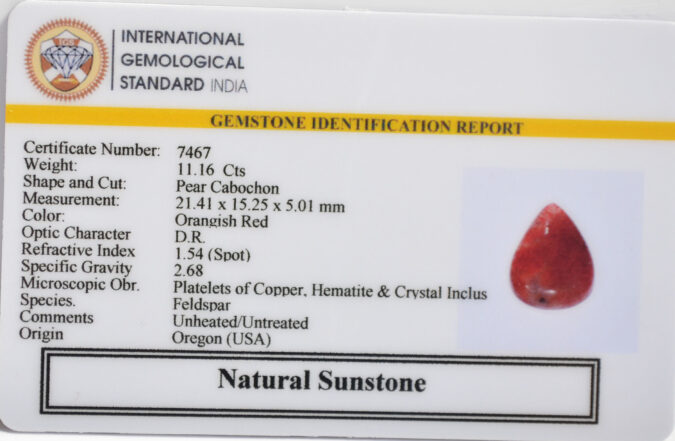 IGS
INTERNATIONAL
GEMOLOGICAL
STANDARD INDIA
GEMSTONE IDENTIFICATION REPORT
Certificate Number: 7467
Weight: 11.16 Cts
Shape and Cut: Pear Cabochon
Measurement: 21.41 x 15.25 x 5.01 mm
Color: Orangish Red
Optic Character D.R.
Refractive Index 1.54 (Spot)
Specific Gravity 2.68
Microscopic Obr. Platelets of Copper, Hematite & Crystal Inclus
Species. Feldspar
Comments Unheated/Untreated
Origin Oregon (USA)
Natural Sunstone